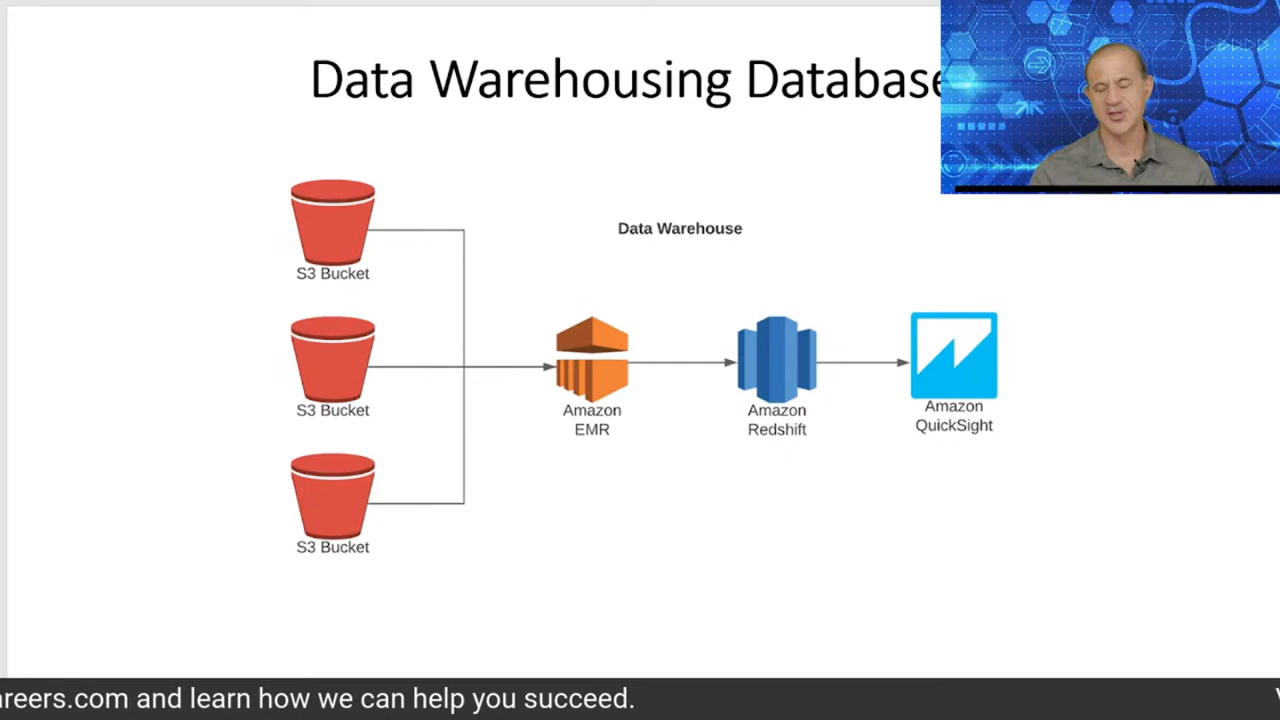 Data Warehousing Database
Data Warehouse
S3 Bucket
S3 Bucket
S3 Bucket
Amazon
EMR
Amazon
Redshift
Amazon
QuickSight
areers.com and learn how we can help you succeed.